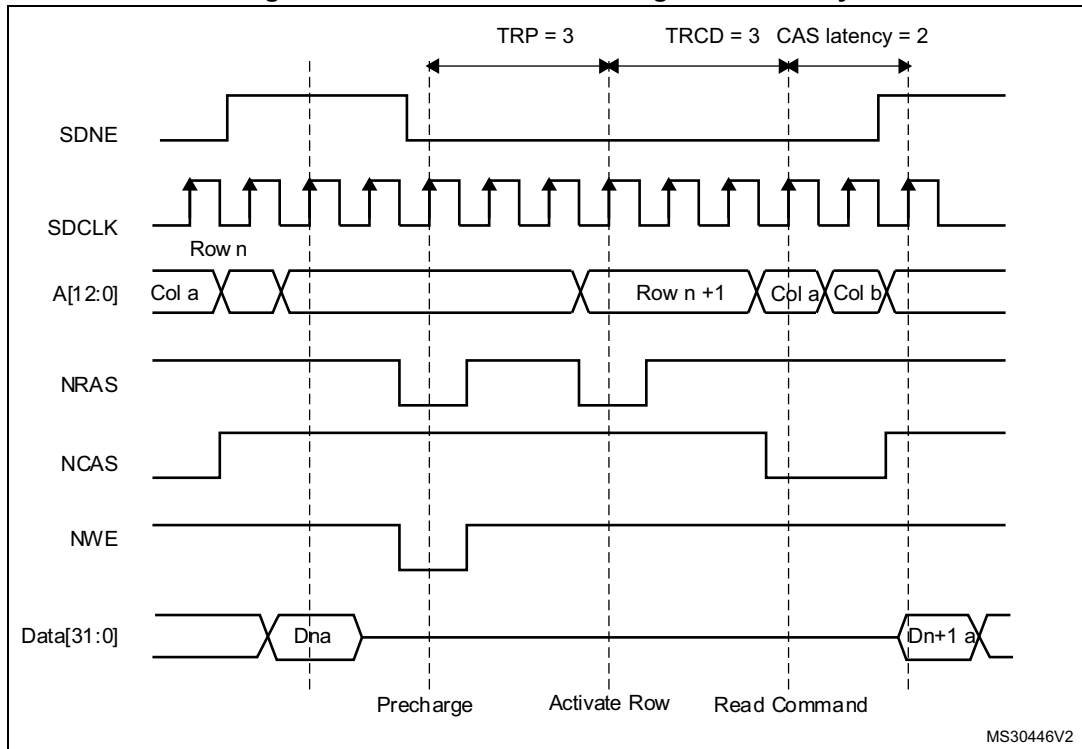 TRP = 3 TRCD = 3 CAS latency = 2
SDNE
SDCLK
Row n
A[12:0] Col a Row n +1 Col a Col b
NRAS
NCAS
NWE
Data[31:0] Dna Dn+1 a
Precharge Activate Row Read Command
MS30446V2